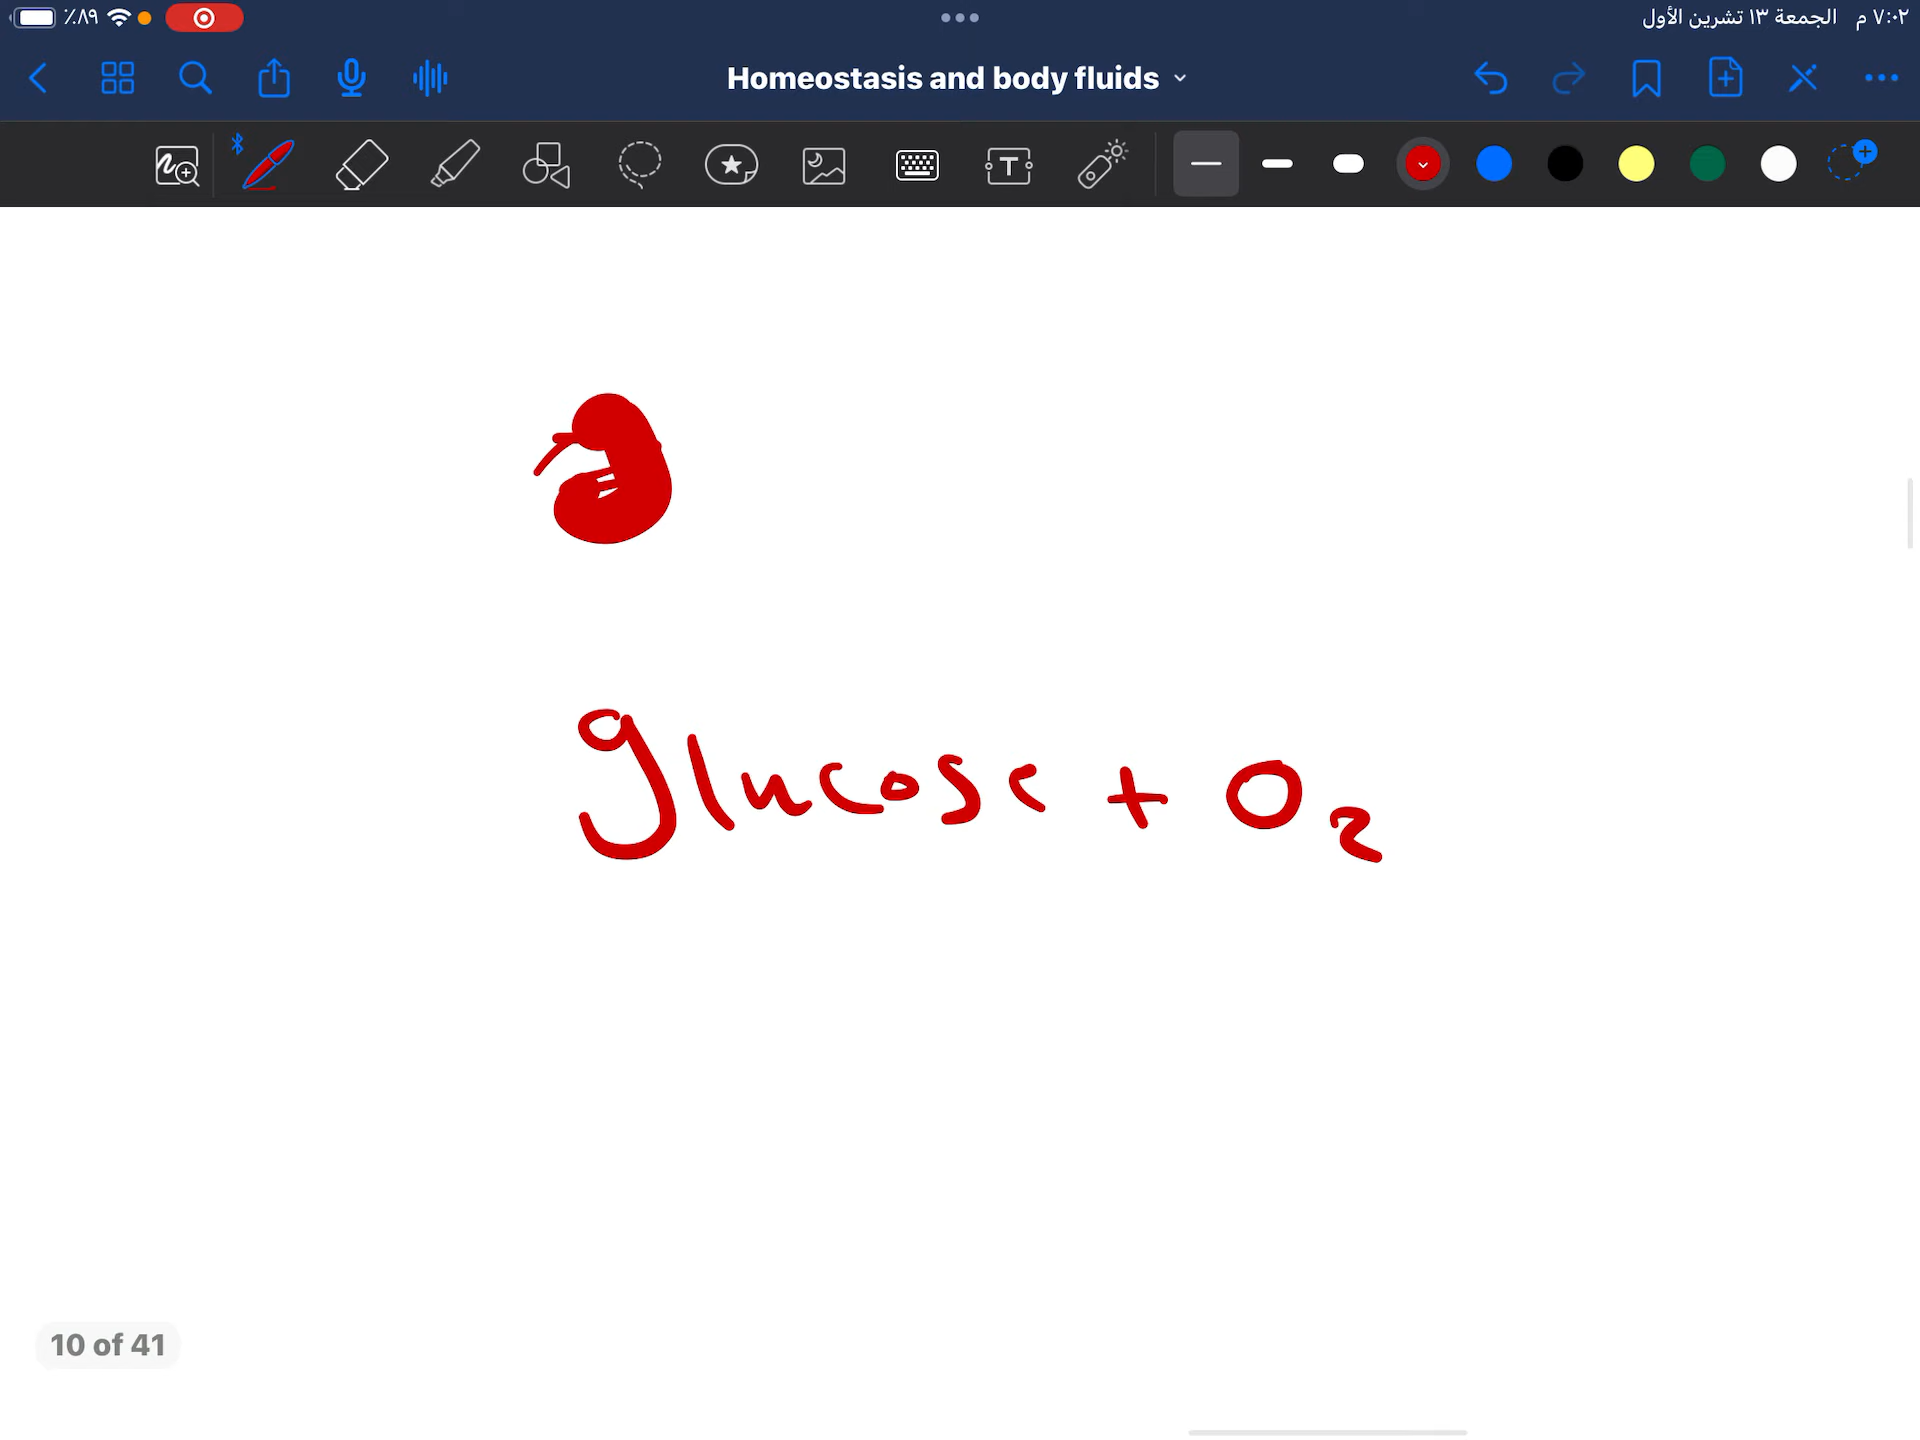 ٪٨٩
٧:٠٢ م الجمعة ١٣ تشرين الأول
Homeostasis and body fluids
T
glucose + O2
10 of 41